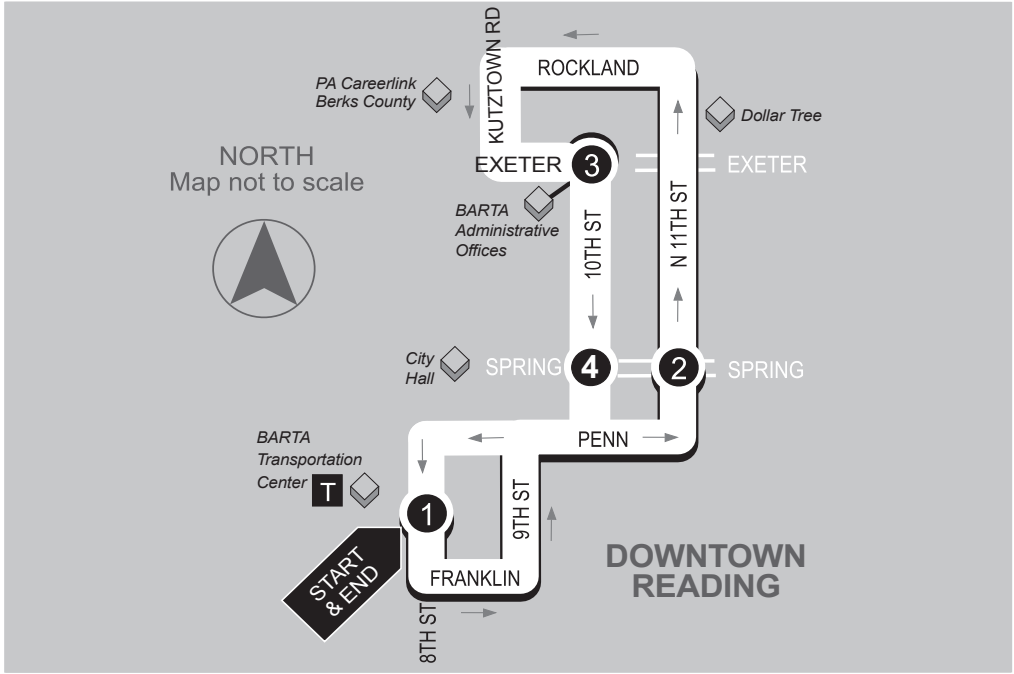 KUTZTOWN RD
ROCKLAND
PA Careerlink
Berks County
Dollar Tree
NORTH
Map not to scale
EXETER
3
EXETER
BARTA
Administrative
Offices
10TH ST
N 11TH ST
City
Hall
SPRING
4
2
SPRING
PENN
BARTA
Transportation
Center
T
1
9TH ST
START
& END
FRANKLIN
8TH ST
DOWNTOWN
READING